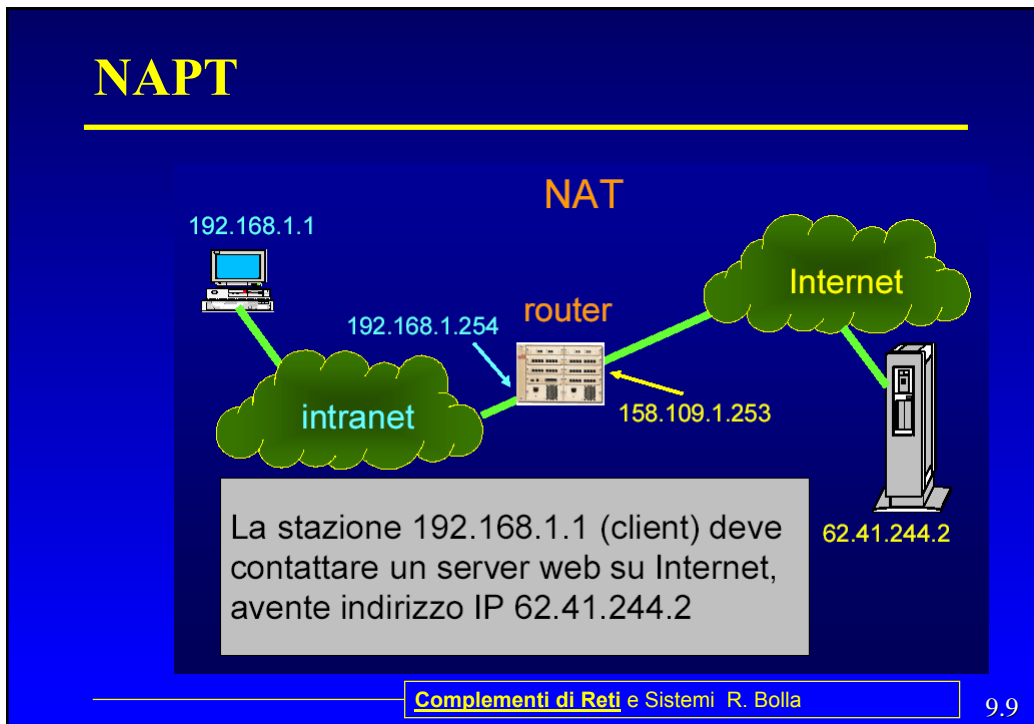 NAPT
NAT
192.168.1.1
Internet
router
192.168.1.254
intranet
158.109.1.253
La stazione 192.168.1.1 (client) deve
contattare un server web su Internet,
avente indirizzo IP 62.41.244.2
62.41.244.2
Complementi di Reti e Sistemi R. Bolla
9.9